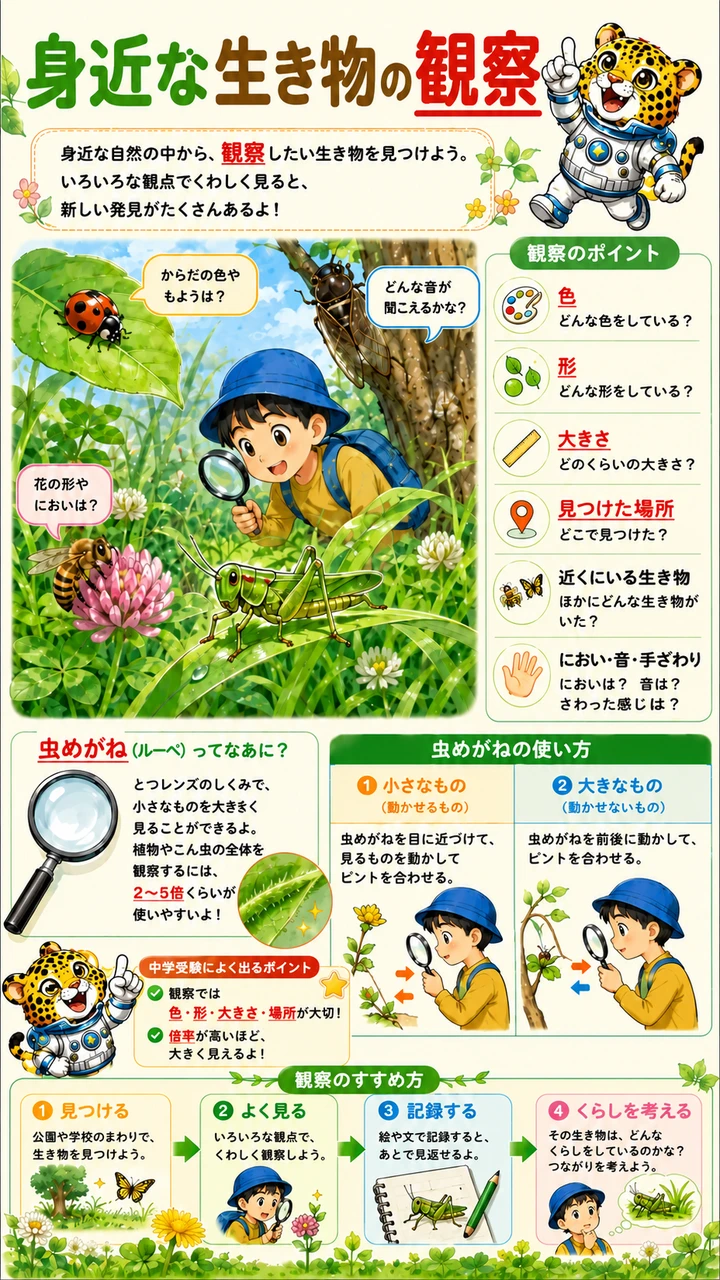 身近な生き物の観察
身近な自然の中から、観察したい生き物を見つけよう。
いろいろな観点でくわしく見ると、
新しい発見がたくさんあるよ！
からだの色や
もようは？
どんな音が
聞こえるかな？
花の形や
においは？
観察のポイント
色
どんな色をしている？
形
どんな形をしている？
大きさ
どのくらいの大きさ？
見つけた場所
どこで見つけた？
近くにいる生き物
ほかにどんな生き物が
いた？
におい・音・手ざわり
においは？ 音は？
さわった感じは？
虫めがね（ルーペ）ってなあに？
とつレンズのしくみで、
小さなものを大きく
見ることができるよ。
植物やこん虫の全体を
観察するには、
2～5倍くらいが
使いやすいよ！
虫めがねの使い方
1 小さなもの
（動かせるもの）
虫めがねを目に近づけて、
見るものを動かして
ピントを合わせる。
2 大きなもの
（動かせないもの）
虫めがねを前後に動かして、
ピントを合わせる。
中学受験によく出るポイント
観察では
色・形・大きさ・場所が大切！
倍率が高いほど、
大きく見えるよ！
観察のすすめ方
1 見つける
公園や学校のまわりで、
生き物を見つけよう。
2 よく見る
いろいろな観点で、
くわしく観察しよう。
3 記録する
絵や文で記録すると、
あとで見返せるよ。
4 くらしを考える
その生き物は、どんな
くらしをしているのかな？
つながりを考えよう。